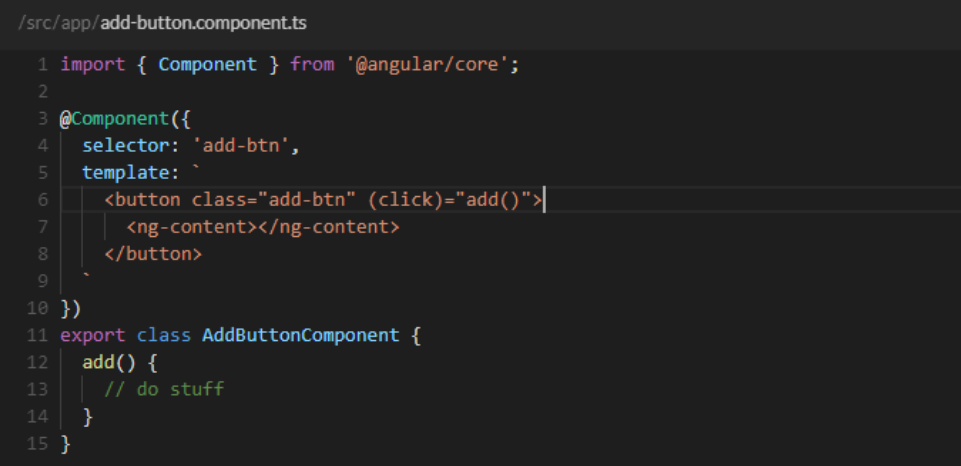 /src/app/add-button.component.ts
1 import { Component } from '@angular/core';
2
3 @Component({
4   selector: 'add-btn',
5   template: `
6     <button class="add-btn" (click)="add()">
7       <ng-content></ng-content>
8     </button>
9   `
10 })
11 export class AddButtonComponent {
12   add() {
13     // do stuff
14   }
15 }